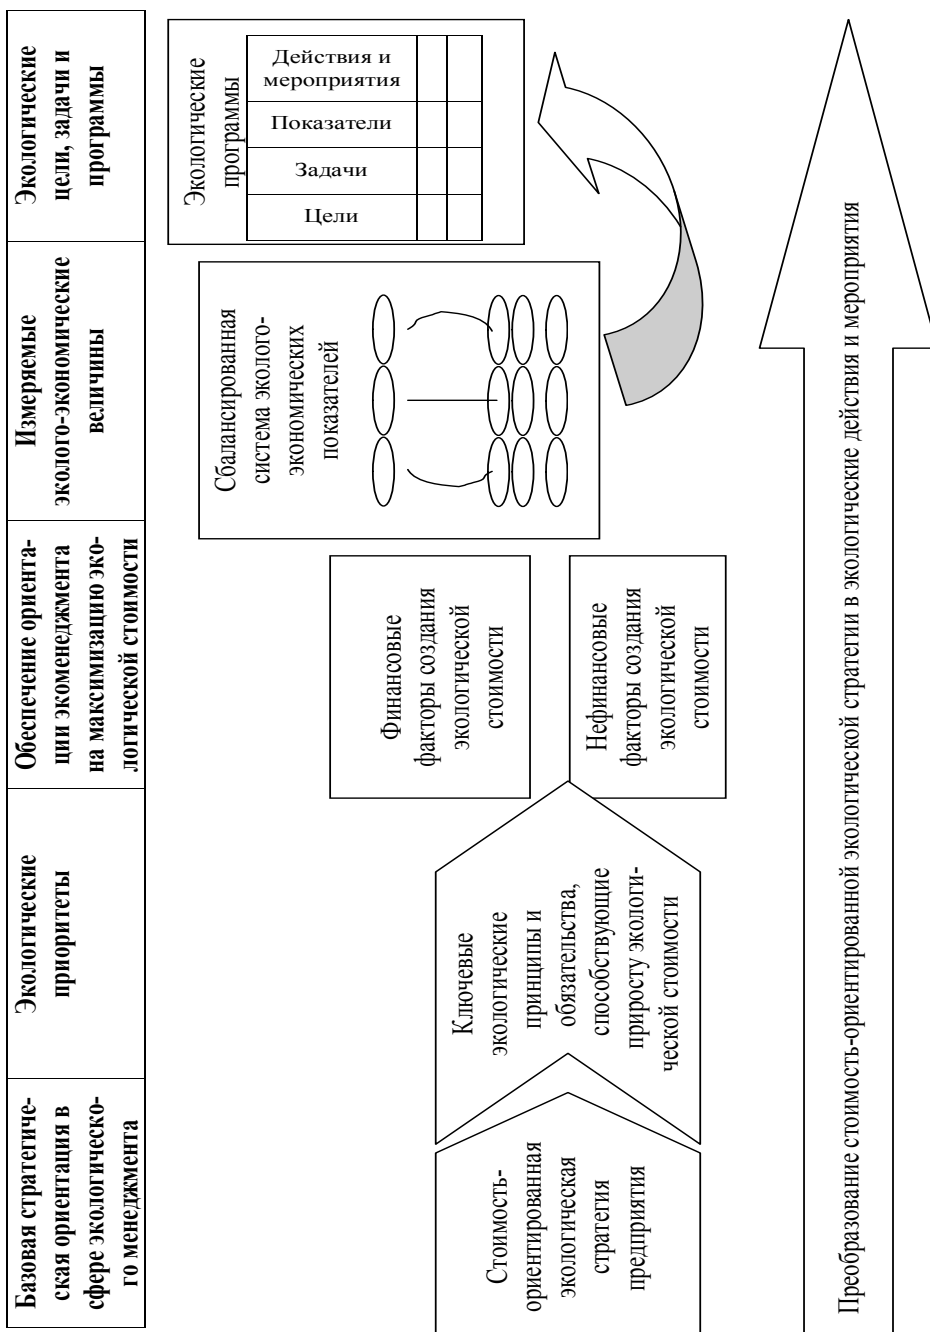 Базовая стратегиче-
ская ориентация в
сфере экологическо-
го менеджмента
Экологические
приоритеты
Обеспечение ориента-
ции экоменеджмента
на максимизацию эко-
логической стоимости
Измеряемые
эколого-экономические
величины
Экологические
цели, задачи и
программы
Стоимость-
ориентированная
экологическая
стратегия
предприятия
Ключевые
экологические
принципы и
обязательства,
способствующие
приросту экологи-
ческой стоимости
Финансовые
факторы создания
экологической
стоимости
Нефинансовые
факторы создания
экологической
стоимости
Сбалансированная
система эколого-
экономических
показателей
Экологические
программы
Цели
Задачи
Показатели
Действия и
мероприятия
Преобразование стоимость-ориентированной экологической стратегии в экологические действия и мероприятия